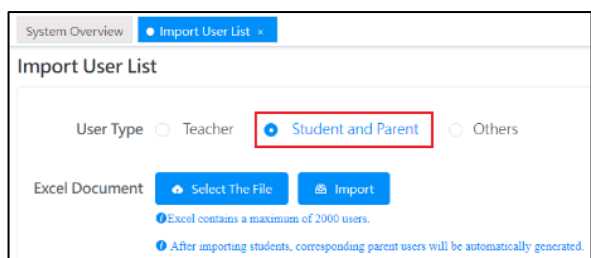 System Overview Import User List ×
Import User List
User Type Teacher Student and Parent Others
Excel Document Select The File Import
Excel contains a maximum of 2000 users.
After importing students, corresponding parent users will be automatically generated.